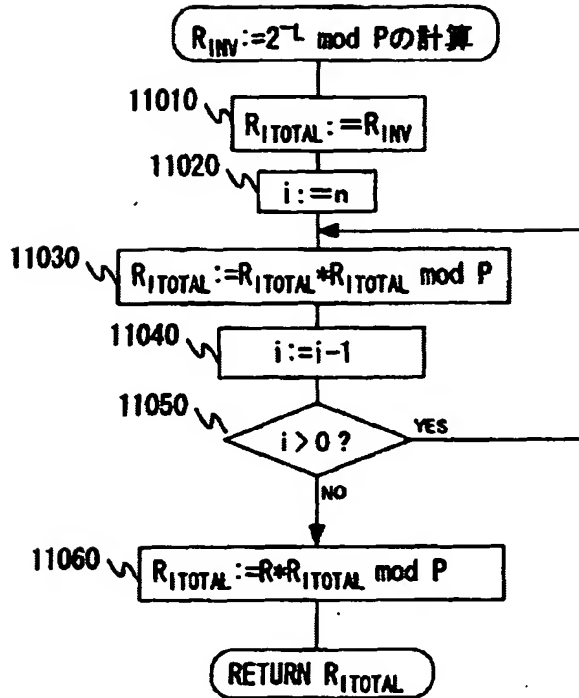 R_INV:=2^-L mod Pの計算
11010
R_ITOTAL:=R_INV
11020
i:=n
11030
R_ITOTAL:=R_ITOTAL*R_ITOTAL mod P
11040
i:=i-1
11050
i>0?
YES
NO
11060
R_ITOTAL:=R*R_ITOTAL mod P
RETURN R_ITOTAL